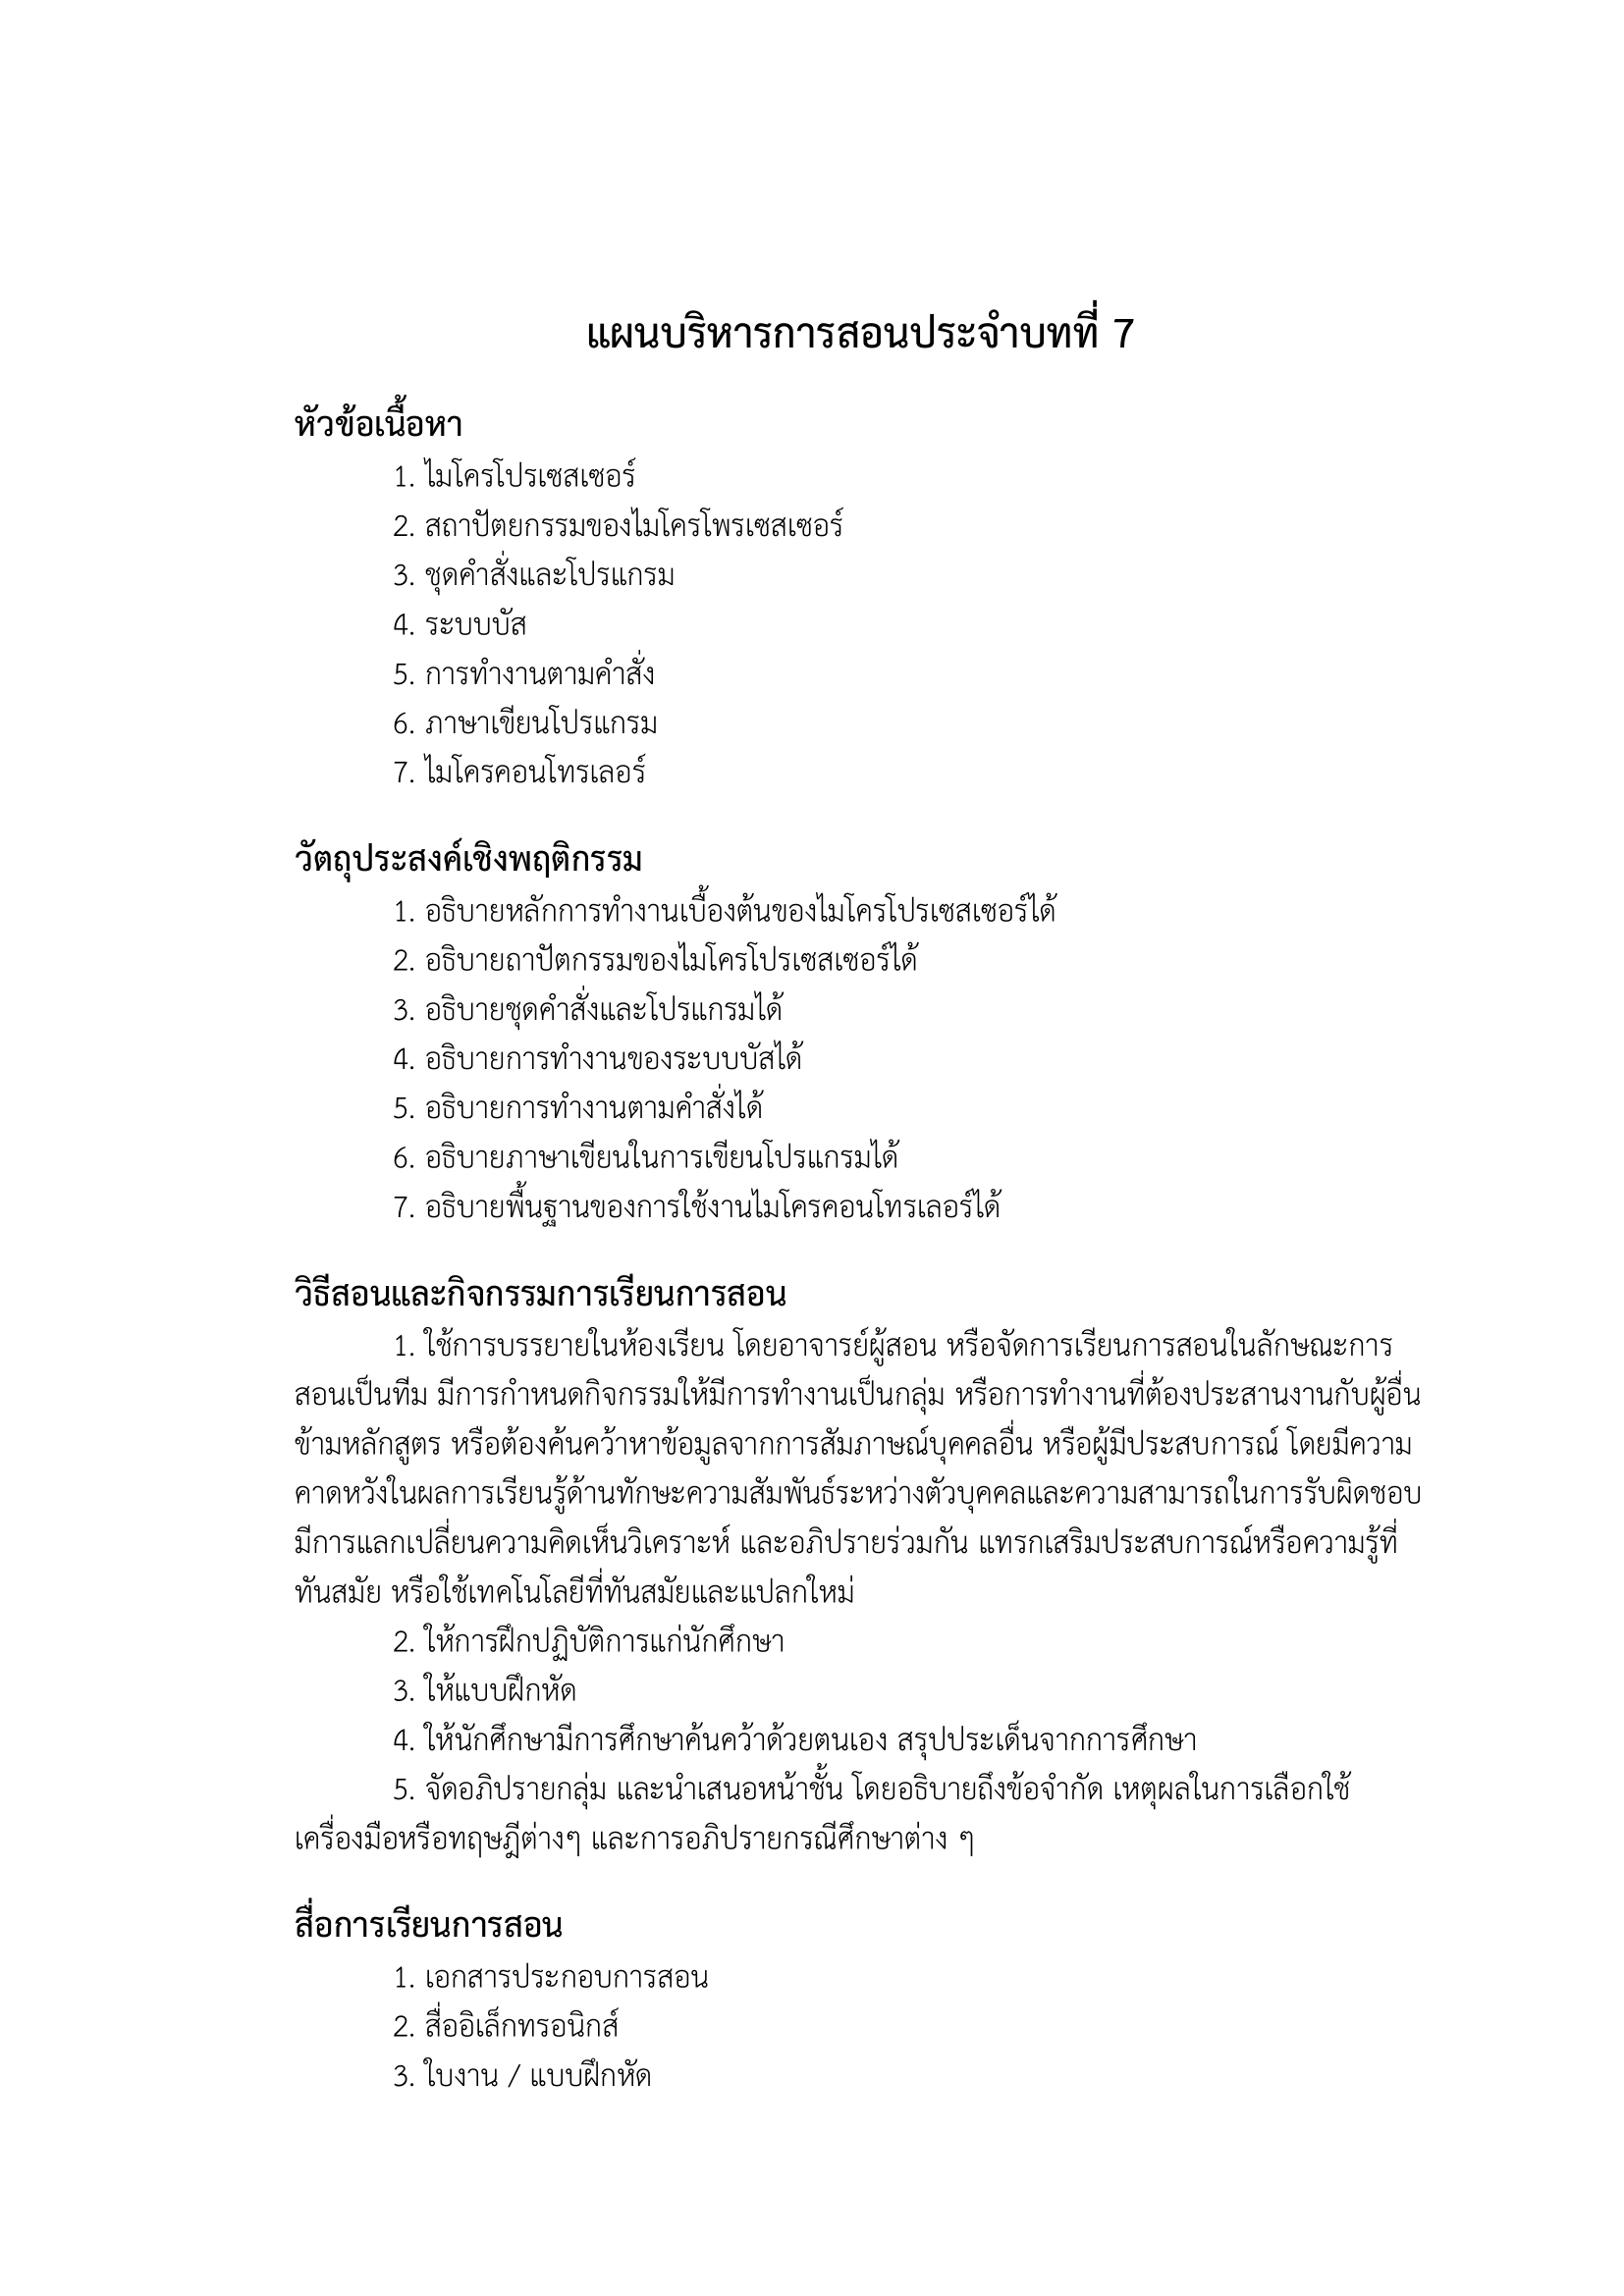 แผนบริหารการสอนประจำบทที่ 7
หัวข้อเนื้อหา
1. ไมโครโปรเซสเซอร์
2. สถาปัตยกรรมของไมโครโพรเซสเซอร์
3. ชุดคำสั่งและโปรแกรม
4. ระบบบัส
5. การทำงานตามคำสั่ง
6. ภาษาเขียนโปรแกรม
7. ไมโครคอนโทรเลอร์
วัตถุประสงค์เชิงพฤติกรรม
1. อธิบายหลักการทำงานเบื้องต้นของไมโครโปรเซสเซอร์ได้
2. อธิบายถาปัตกรรมของไมโครโปรเซสเซอร์ได้
3. อธิบายชุดคำสั่งและโปรแกรมได้
4. อธิบายการทำงานของระบบบัสได้
5. อธิบายการทำงานตามคำสั่งได้
6. อธิบายภาษาเขียนในการเขียนโปรแกรมได้
7. อธิบายพื้นฐานของการใช้งานไมโครคอนโทรเลอร์ได้
วิธีสอนและกิจกรรมการเรียนการสอน
1. ใช้การบรรยายในห้องเรียน โดยอาจารย์ผู้สอน หรือจัดการเรียนการสอนในลักษณะการ
สอนเป็นทีม มีการกำหนดกิจกรรมให้มีการทำงานเป็นกลุ่ม หรือการทำงานที่ต้องประสานงานกับผู้อื่น
ข้ามหลักสูตร หรือต้องค้นคว้าหาข้อมูลจากการสัมภาษณ์บุคคลอื่น หรือผู้มีประสบการณ์ โดยมีความ
คาดหวังในผลการเรียนรู้ด้านทักษะความสัมพันธ์ระหว่างตัวบุคคลและความสามารถในการรับผิดชอบ
มีการแลกเปลี่ยนความคิดเห็นวิเคราะห์ และอภิปรายร่วมกัน แทรกเสริมประสบการณ์หรือความรู้ที่
ทันสมัย หรือใช้เทคโนโลยีที่ทันสมัยและแปลกใหม่
2. ให้การฝึกปฏิบัติการแก่นักศึกษา
3. ให้แบบฝึกหัด
4. ให้นักศึกษามีการศึกษาค้นคว้าด้วยตนเอง สรุปประเด็นจากการศึกษา
5. จัดอภิปรายกลุ่ม และนำเสนอหน้าชั้น โดยอธิบายถึงข้อจำกัด เหตุผลในการเลือกใช้
เครื่องมือหรือทฤษฎีต่างๆ และการอภิปรายกรณีศึกษาต่าง ๆ
สื่อการเรียนการสอน
1. เอกสารประกอบการสอน
2. สื่ออิเล็กทรอนิกส์
3. ใบงาน / แบบฝึกหัด